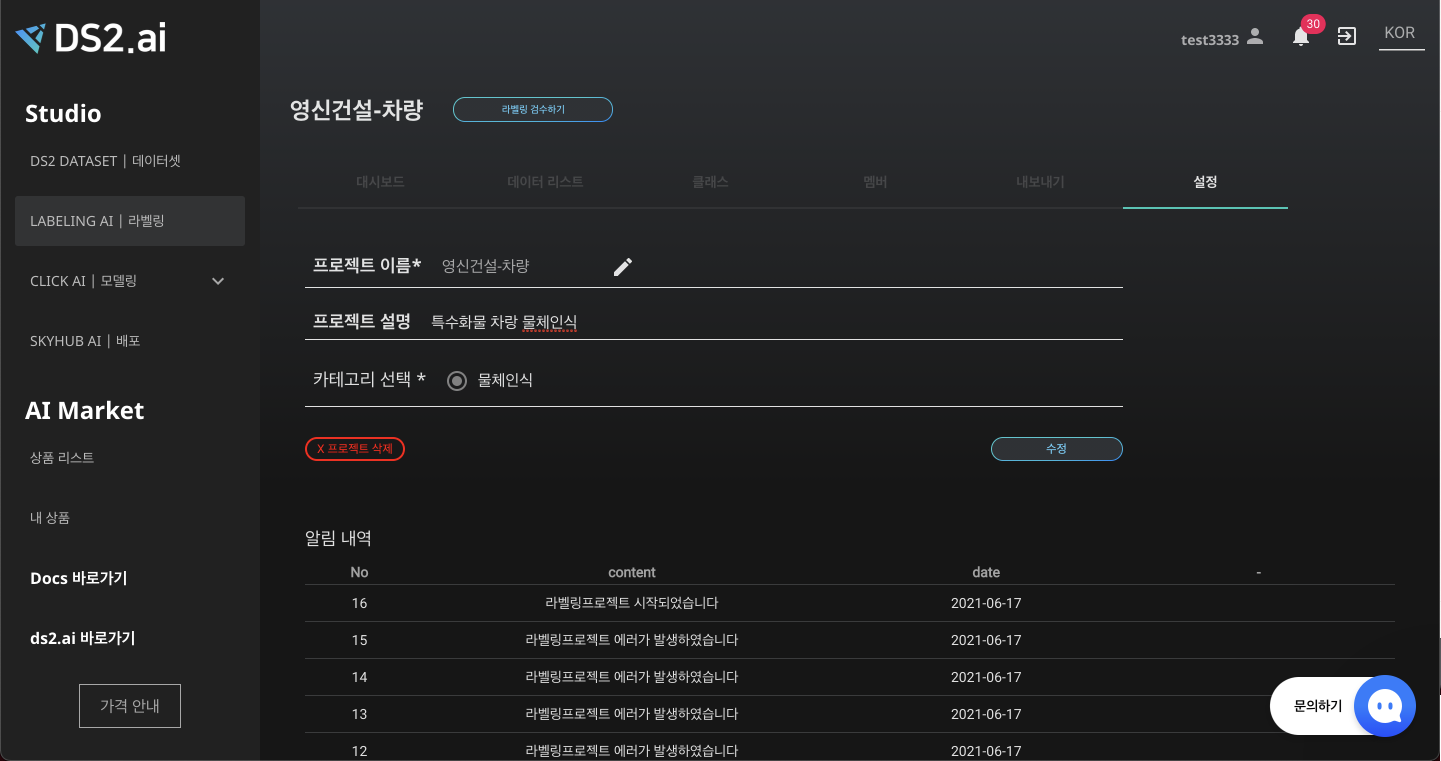 DS2.ai
test3333
30
KOR
Studio
DS2 DATASET | 데이터셋
LABELING AI | 라벨링
CLICK AI | 모델링
SKYHUB AI | 배포
AI Market
상품 리스트
내 상품
Docs 바로가기
ds2.ai 바로가기
가격 안내
영신건설-차량
라벨링 검수하기
대시보드 데이터 리스트 클래스 멤버 내보내기 설정
프로젝트 이름* 영신건설-차량
프로젝트 설명 특수화물 차랑 물체인식
카테고리 선택 * 물체인식
X 프로젝트 삭제 수정
알림 내역
No content date -
16 라벨링프로젝트 시작되었습니다 2021-06-17
15 라벨링프로젝트 에러가 발생하였습니다 2021-06-17
14 라벨링프로젝트 에러가 발생하였습니다 2021-06-17
13 라벨링프로젝트 에러가 발생하였습니다 2021-06-17
12 라벨링프로젝트 에러가 발생하였습니다 2021-06-17
문의하기